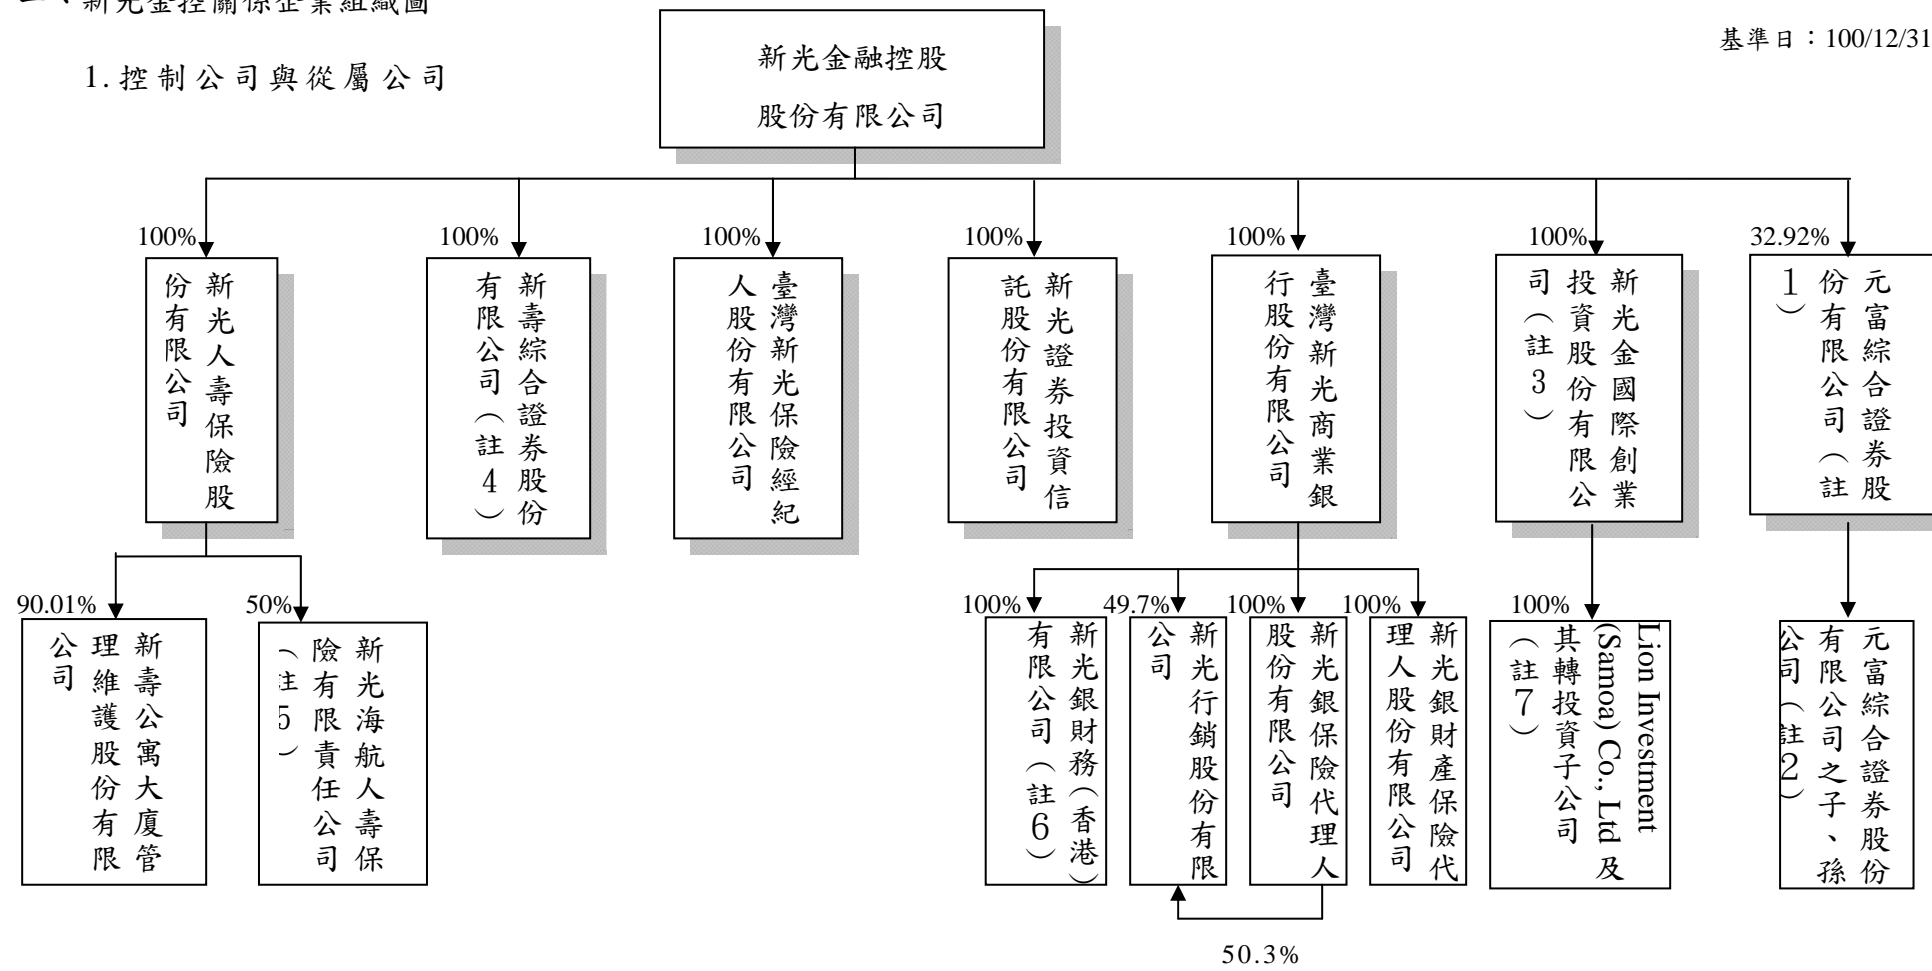 新光金控關係企業組織圖
基準日：100/12/31
1.控制公司與從屬公司
新光金融控股
股份有限公司
100%
100%
100%
100%
100%
100%
32.92%
新光人壽保險股
份有限公司
新壽綜合證券股份
有限公司（註4）
臺灣新光保險經紀
人股份有限公司
新光證券投資信
託股份有限公司
臺灣新光商業銀
行股份有限公司
新光金國際創業
投資股份有限公
司（註3）
元富綜合證券股
份有限公司（註
1）
90.01%
50%
100%
49.7%
100%
100%
100%
新壽公寓大廈管
理維護股份有限
公司
新光海航人壽保
險有限責任公司
（註5）
新光銀財務（香港）
有限公司（註6）
新光行銷股份有限
公司
新光銀保險代理人
股份有限公司
新光銀財產保險代
理人股份有限公司
Lion Investment
(Samoa) Co., Ltd 及
其轉投資子公司
（註7）
元富綜合證券股份
有限公司之子、孫
公司（註2）
50.3%